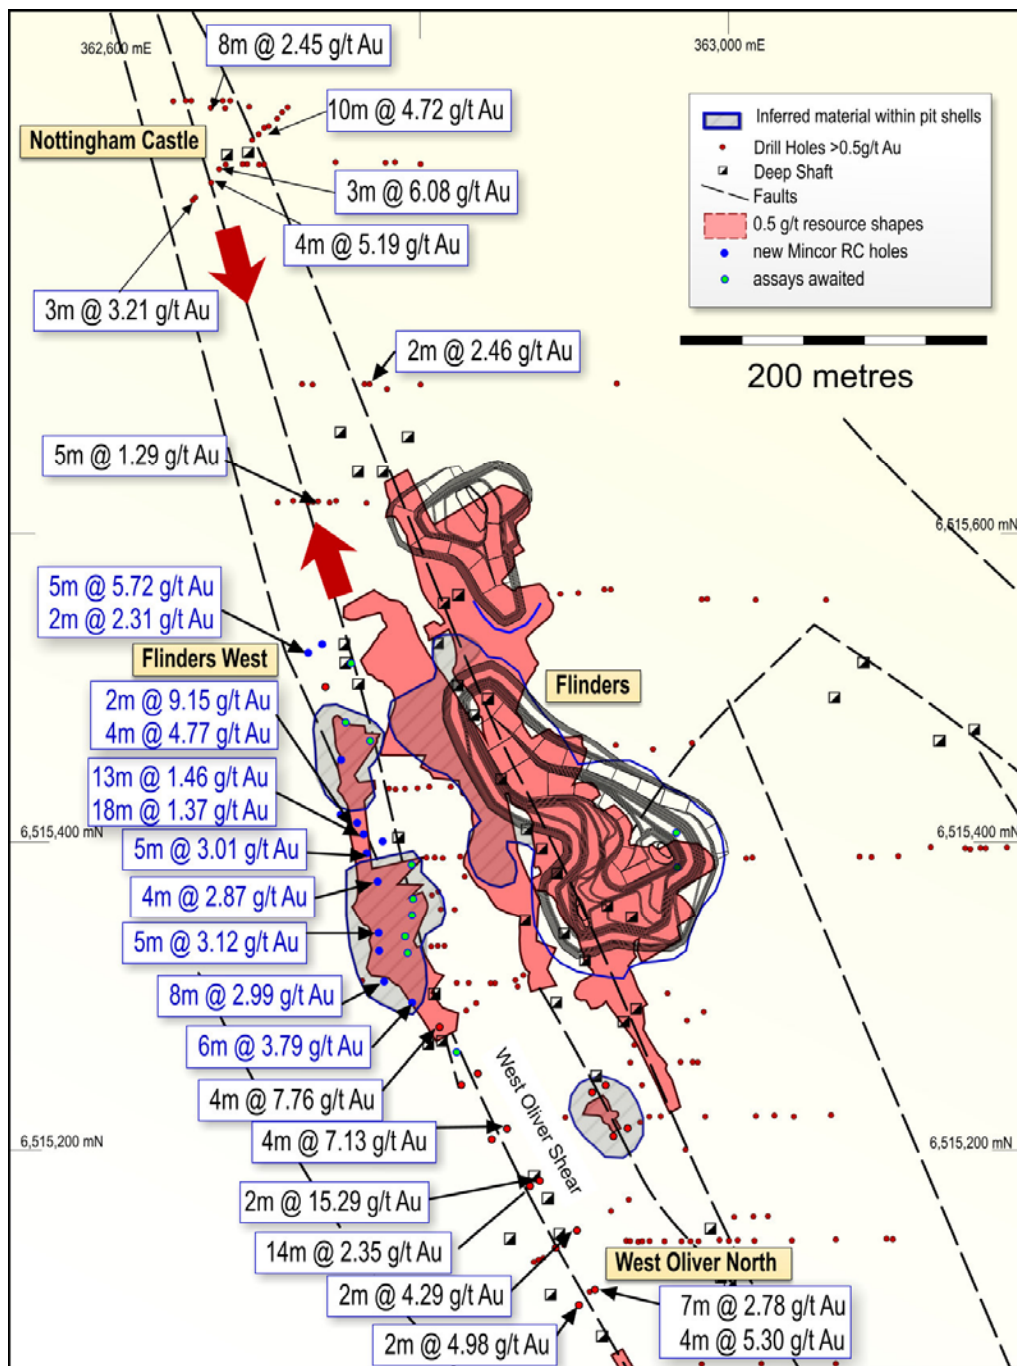 362,600 mE
363,000 mE
8m @ 2.45 g/t Au
10m @ 4.72 g/t Au
Nottingham Castle
3m @ 6.08 g/t Au
4m @ 5.19 g/t Au
3m @ 3.21 g/t Au
Inferred material within pit shells
Drill Holes >0.5g/t Au
Deep Shaft
Faults
0.5 g/t resource shapes
new Mincor RC holes
assays awaited
200 metres
2m @ 2.46 g/t Au
5m @ 1.29 g/t Au
6,515,600 mN
5m @ 5.72 g/t Au
2m @ 2.31 g/t Au
Flinders West
Flinders
2m @ 9.15 g/t Au
4m @ 4.77 g/t Au
13m @ 1.46 g/t Au
18m @ 1.37 g/t Au
6,515,400 mN
6,515,400 mN
5m @ 3.01 g/t Au
4m @ 2.87 g/t Au
5m @ 3.12 g/t Au
8m @ 2.99 g/t Au
6m @ 3.79 g/t Au
4m @ 7.76 g/t Au
West Oliver Shear
4m @ 7.13 g/t Au
6,515,200 mN
6,515,200 mN
2m @ 15.29 g/t Au
14m @ 2.35 g/t Au
West Oliver North
2m @ 4.29 g/t Au
7m @ 2.78 g/t Au
4m @ 5.30 g/t Au
2m @ 4.98 g/t Au